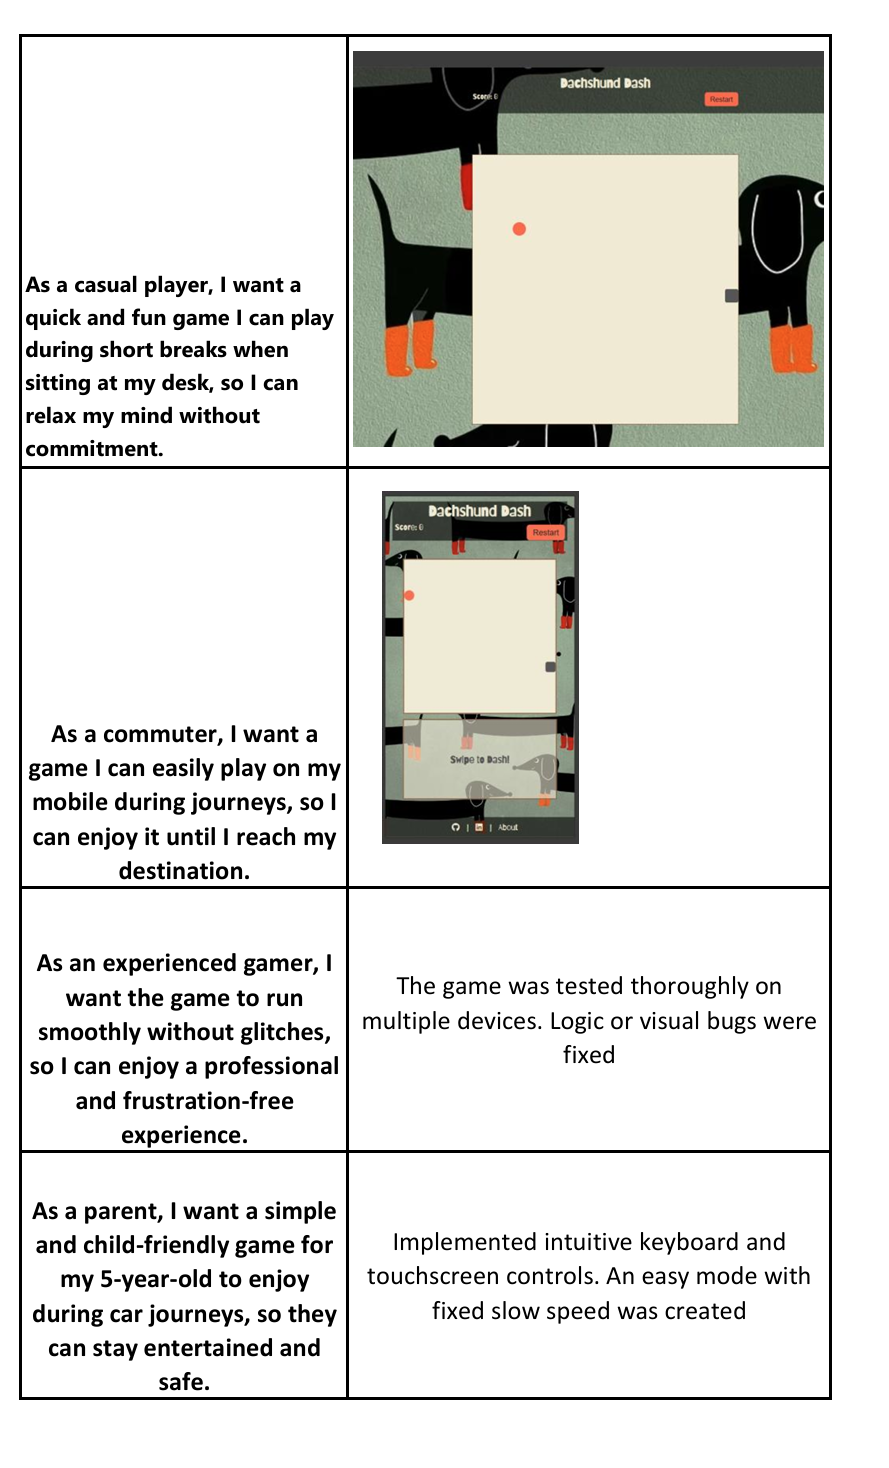 Dachshund Dash
Score: 0
Restart
As a casual player, I want a
quick and fun game I can play
during short breaks when
sitting at my desk, so I can
relax my mind without
commitment.
Dachshund Dash
Score: 0
Restart
Swipe to Dash!
| in | About
As a commuter, I want a
game I can easily play on my
mobile during journeys, so I
can enjoy it until I reach my
destination.
As an experienced gamer, I
want the game to run
smoothly without glitches,
so I can enjoy a professional
and frustration-free
experience.
The game was tested thoroughly on
multiple devices. Logic or visual bugs were
fixed
As a parent, I want a simple
and child-friendly game for
my 5-year-old to enjoy
during car journeys, so they
can stay entertained and
safe.
Implemented intuitive keyboard and
touchscreen controls. An easy mode with
fixed slow speed was created